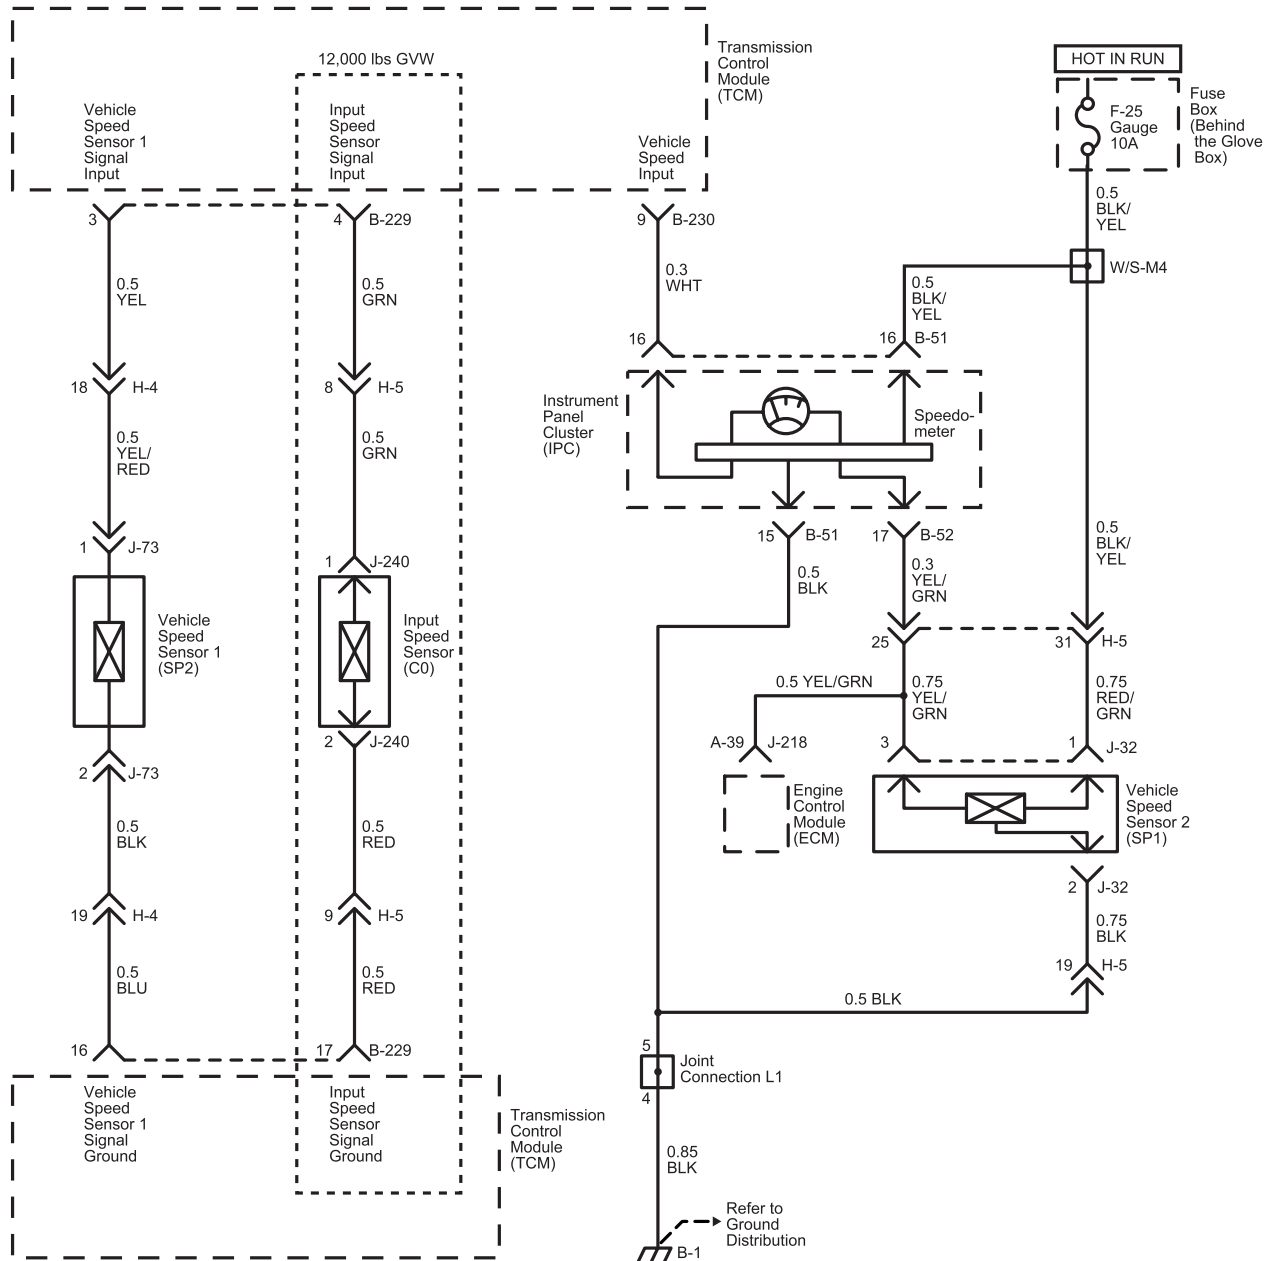 12,000 lbs GVW
Transmission
Control
Module
(TCM)
HOT IN RUN
F-25
Gauge
10A
Fuse
Box
(Behind
the Glove
Box)
Vehicle
Speed
Sensor 1
Signal
Input
Input
Speed
Sensor
Signal
Input
Vehicle
Speed
Input
3
4
B-229
9
B-230
0.5
BLK/
YEL
W/S-M4
0.5
YEL
0.5
GRN
0.3
WHT
0.5
BLK/
YEL
16
16
B-51
18
H-4
8
H-5
Instrument
Panel
Cluster
(IPC)
Speedo-
meter
0.5
YEL/
RED
0.5
GRN
1
J-73
1
J-240
15
B-51
17
B-52
0.5
BLK/
YEL
0.5
BLK
0.3
YEL/
GRN
Vehicle
Speed
Sensor 1
(SP2)
Input
Speed
Sensor
(C0)
25
31
H-5
0.5 YEL/GRN
0.75
YEL/
GRN
0.75
RED/
GRN
2
J-73
2
J-240
A-39
J-218
3
1
J-32
Engine
Control
Module
(ECM)
Vehicle
Speed
Sensor 2
(SP1)
0.5
BLK
0.5
RED
2
J-32
19
H-4
9
H-5
0.75
BLK
19
H-5
0.5
BLU
0.5
RED
0.5 BLK
16
17
B-229
5
Joint
Connection L1
4
Vehicle
Speed
Sensor 1
Signal
Ground
Input
Speed
Sensor
Signal
Ground
Transmission
Control
Module
(TCM)
0.85
BLK
Refer to
Ground
Distribution
B-1